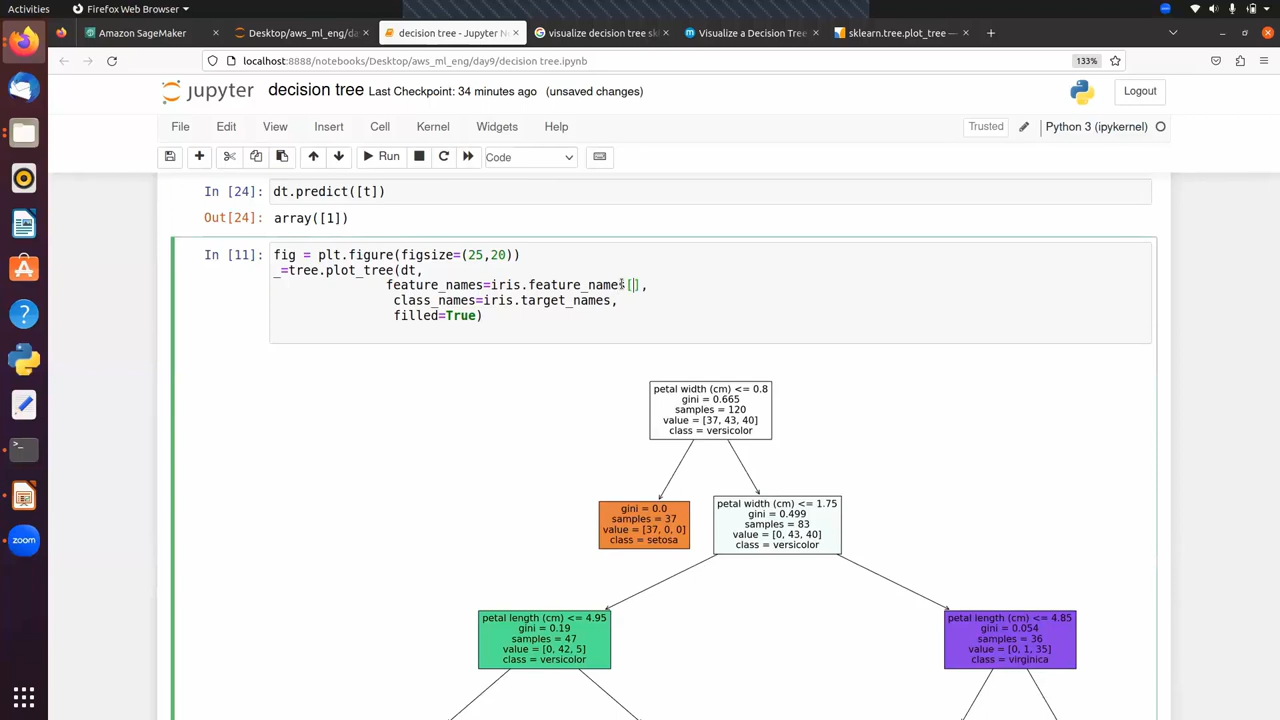 Activities
Firefox Web Browser
Amazon SageMaker
Desktop/aws_ml_eng/da
decision tree - Jupyter N
visualize decision tree skl
Visualize a Decision Tree
sklearn.tree.plot_tree —
localhost:8888/notebooks/Desktop/aws_ml_eng/day9/decision tree.ipynb
133%
jupyter
decision tree Last Checkpoint: 34 minutes ago (unsaved changes)
Logout
File Edit View Insert Cell Kernel Widgets Help
Trusted
Python 3 (ipykernel)
Run
Code
In [24]: dt.predict([t])
Out[24]: array([1])
In [11]: fig = plt.figure(figsize=(25,20))
_=tree.plot_tree(dt,
feature_names=iris.feature_names[],
class_names=iris.target_names,
filled=True)
petal width (cm) <= 0.8
gini = 0.665
samples = 120
value = [37, 43, 40]
class = versicolor
gini = 0.0
samples = 37
value = [37, 0, 0]
class = setosa
petal width (cm) <= 1.75
gini = 0.499
samples = 83
value = [0, 43, 40]
class = versicolor
petal length (cm) <= 4.95
gini = 0.19
samples = 47
value = [0, 42, 5]
class = versicolor
petal length (cm) <= 4.85
gini = 0.054
samples = 36
value = [0, 1, 35]
class = virginica
zoom